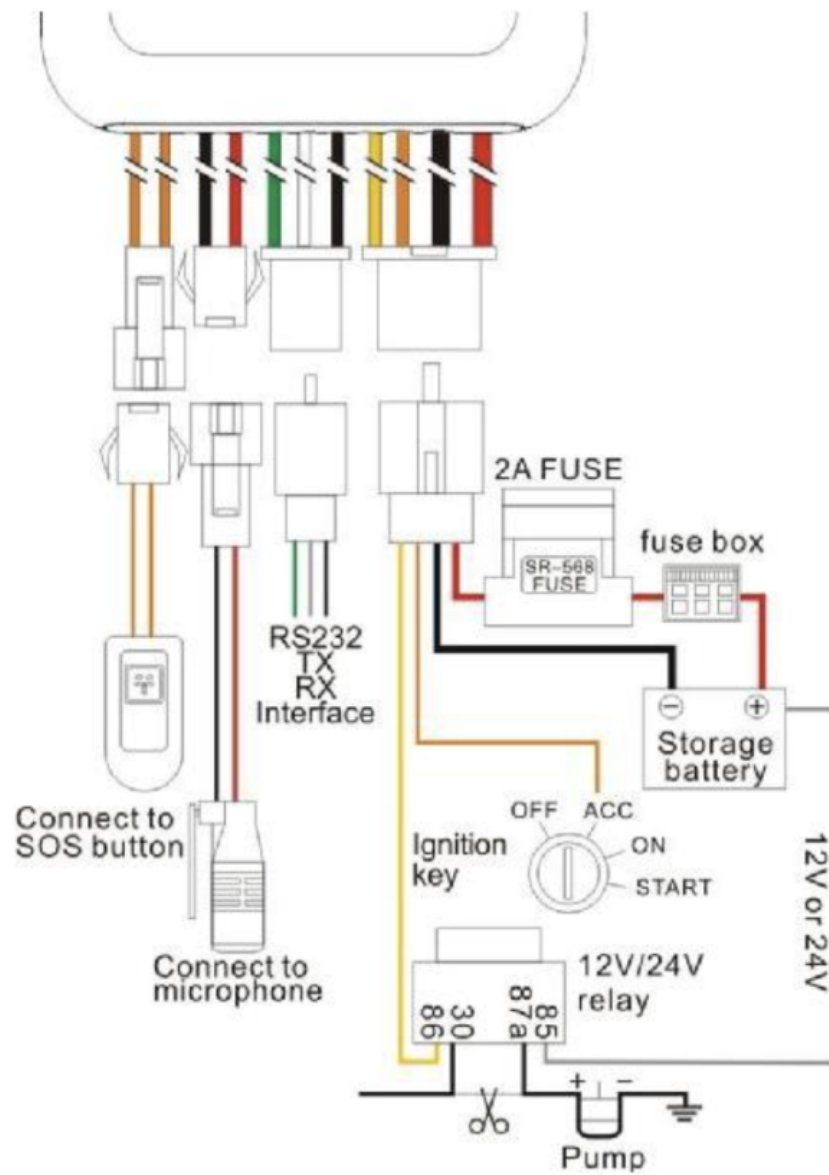 2A FUSE
SR-568
FUSE
fuse box
RS232
TX
RX
Interface
Storage
battery
Connect to
SOS button
OFF
ACC
ON
START
Ignition
key
12V or 24V
Connect to
microphone
12V/24V
relay
86
30
87a
85
+ -
Pump